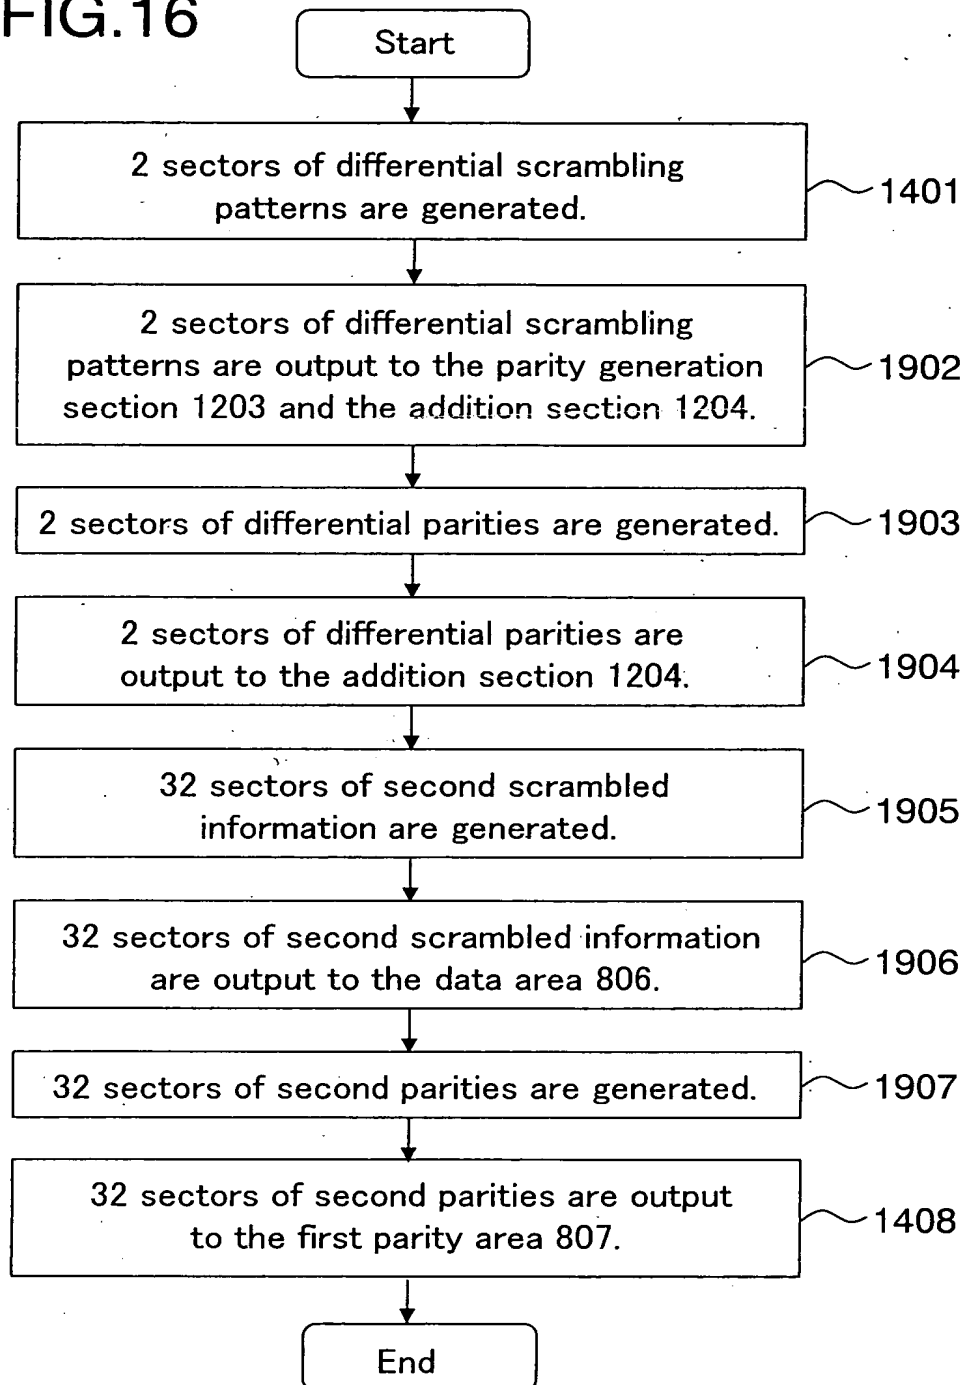 FIG.16
Start
2 sectors of differential scrambling
patterns are generated.
1401
2 sectors of differential scrambling
patterns are output to the parity generation
section 1203 and the addition section 1204.
1902
2 sectors of differential parities are generated.
1903
2 sectors of differential parities are
output to the addition section 1204.
1904
32 sectors of second scrambled
information are generated.
1905
32 sectors of second scrambled information
are output to the data area 806.
1906
32 sectors of second parities are generated.
1907
32 sectors of second parities are output
to the first parity area 807.
1408
End